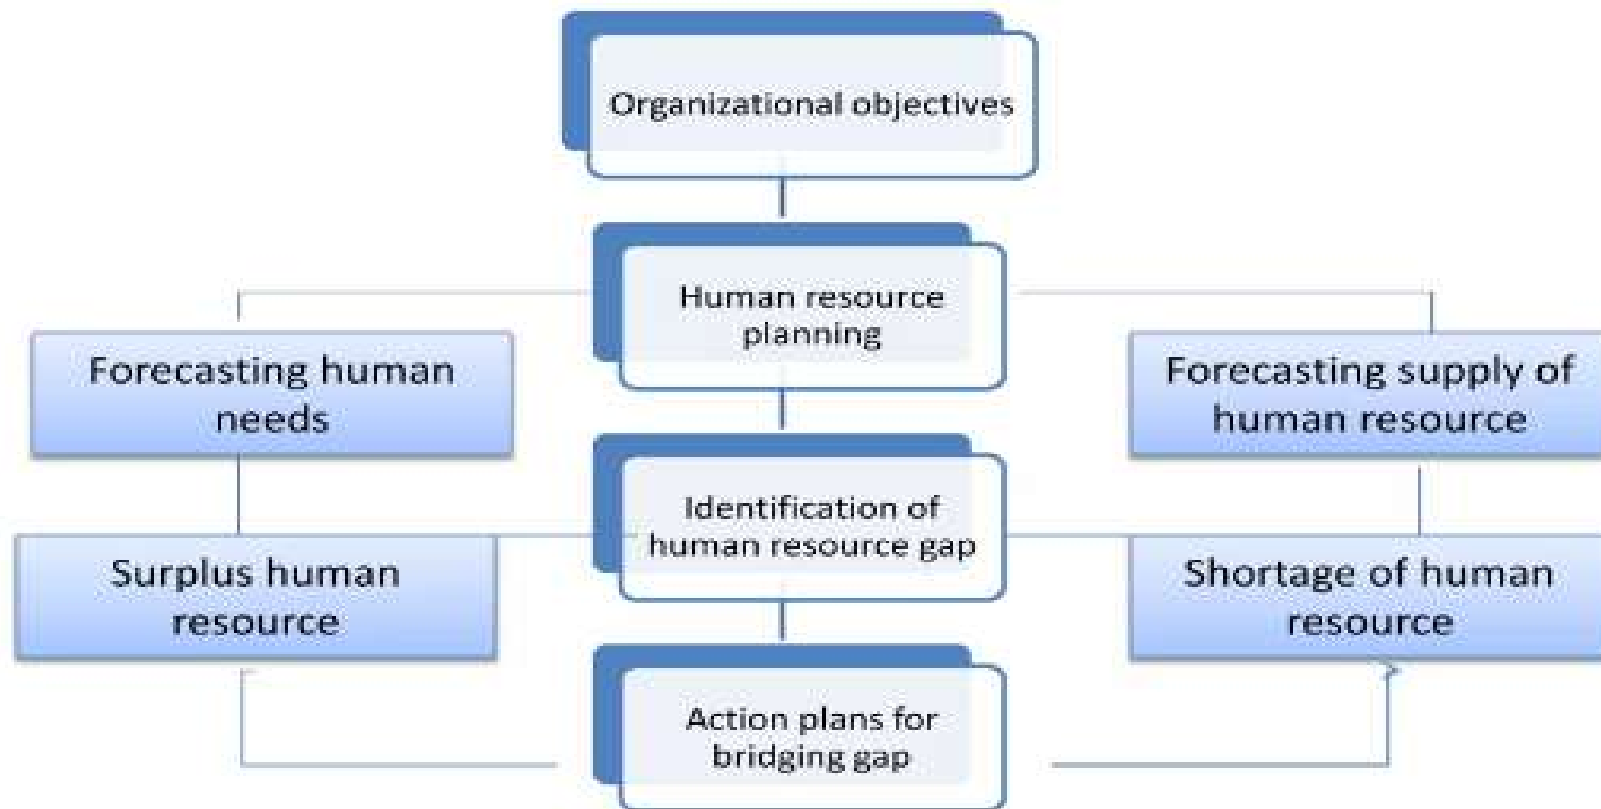 Organizational objectives
Human resource
planning
Forecasting human
needs
Forecasting supply of
human resource
Identification of
human resource gap
Surplus human
resource
Shortage of human
resource
Action plans for
bridging gap